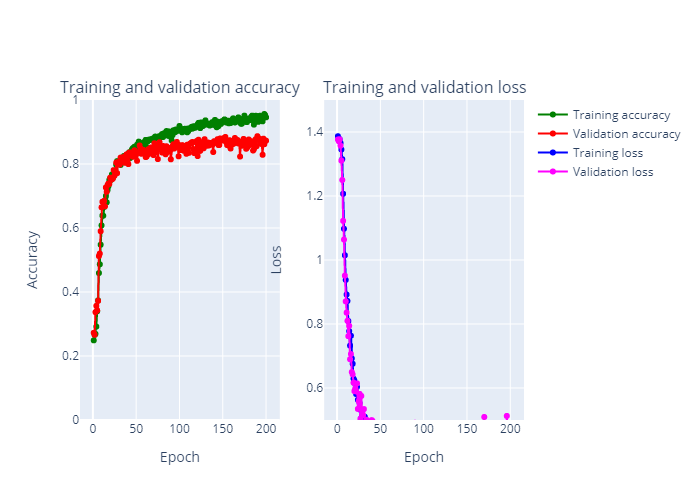 Training and validation accuracy
Training and validation loss
1
0.8
0.6
0.4
0.2
0
0 50 100 150 200
Epoch
Accuracy
1.4
1.2
1
0.8
0.6
0 50 100 150 200
Epoch
Loss
Training accuracy
Validation accuracy
Training loss
Validation loss